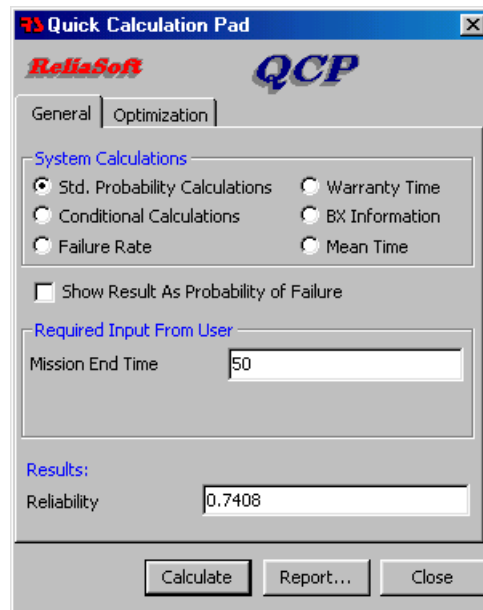 RS Quick Calculation Pad
ReliaSoft QCP
General Optimization
System Calculations
Std. Probability Calculations Warranty Time
Conditional Calculations BX Information
Failure Rate Mean Time
Show Result As Probability of Failure
Required Input From User
Mission End Time 50
Results:
Reliability 0.7408
Calculate Report... Close